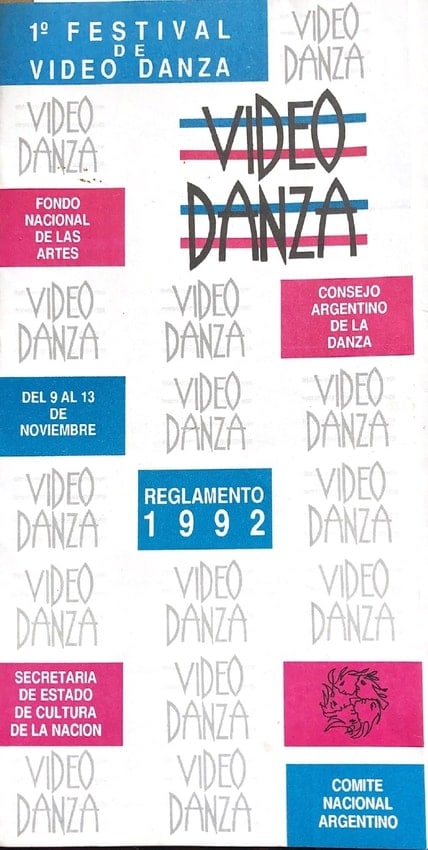 1º FESTIVAL
DE
VIDEO DANZA
VIDEO
DANZA
VIDEO
DANZA
VIDEO
DANZA
FONDO
NACIONAL
DE LAS
ARTES
VIDEO
DANZA
VIDEO
DANZA
CONSEJO
ARGENTINO
DE LA
DANZA
DEL 9 AL 13
DE
NOVIEMBRE
VIDEO
DANZA
VIDEO
DANZA
VIDEO
DANZA
REGLAMENTO
1992
VIDEO
DANZA
VIDEO
DANZA
VIDEO
DANZA
VIDEO
DANZA
SECRETARIA
DE ESTADO
DE CULTURA
DE LA NACION
VIDEO
DANZA
VIDEO
DANZA
VIDEO
DANZA
COMITE
NACIONAL
ARGENTINO